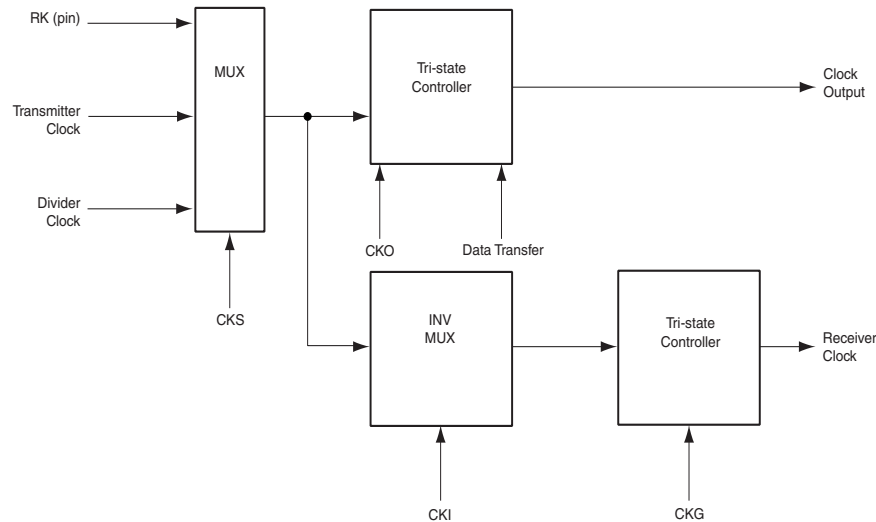 RK (pin)
MUX
Tri-state
Controller
Clock
Output
Transmitter
Clock
Divider
Clock
CKO
Data Transfer
CKS
INV
MUX
Tri-state
Controller
Receiver
Clock
CKI
CKG